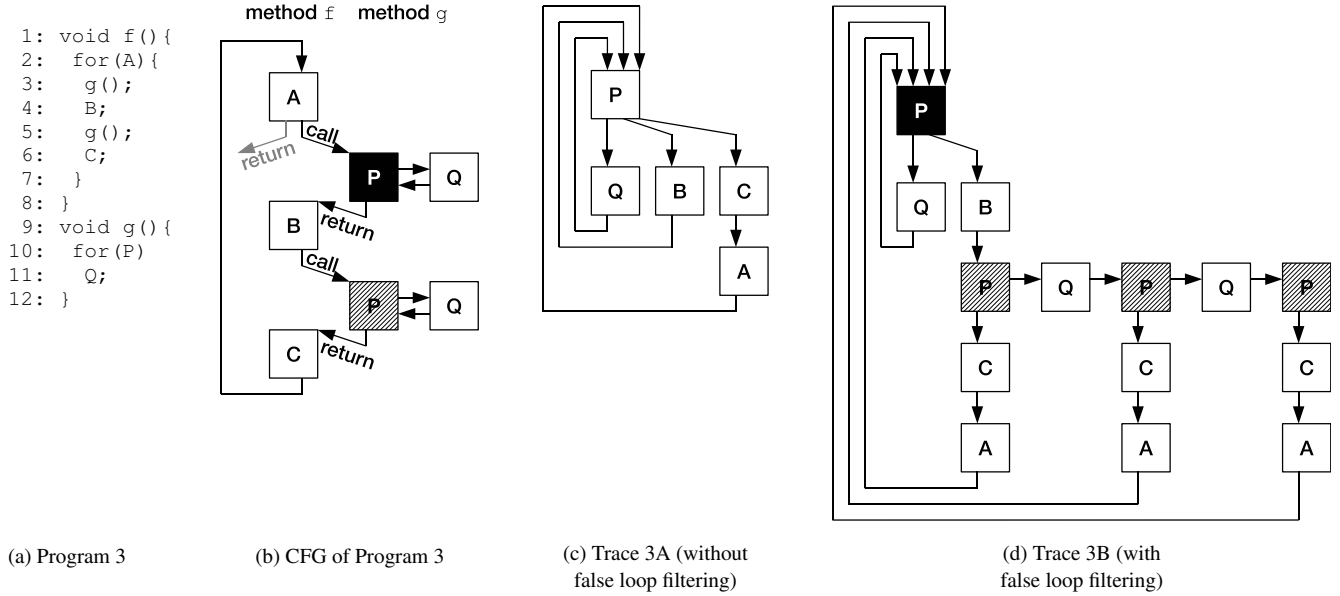 1: void f(){
2: for(A){
3: g();
4: B;
5: g();
6: C;
7: }
8: }
9: void g(){
10: for(P)
11: Q;
12: }
(a) Program 3
method f method g
A
call
return
P Q
return
B
call
P Q
return
C
(b) CFG of Program 3
P
Q B C
A
(c) Trace 3A (without
false loop filtering)
P
Q B
P Q P Q P
C C C
A A A
(d) Trace 3B (with
false loop filtering)